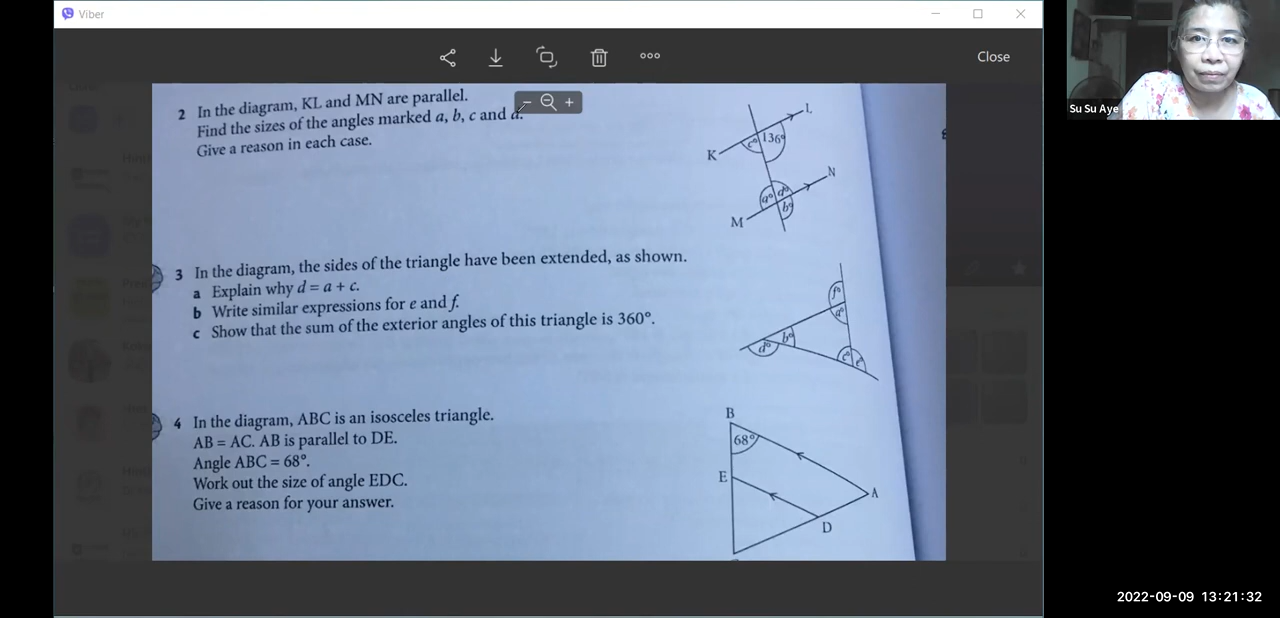 Viber
Close
2 In the diagram, KL and MN are parallel.
Find the sizes of the angles marked a, b, c and d.
Give a reason in each case.
L
c° 136°
K
N
a° d°
b°
M
3 In the diagram, the sides of the triangle have been extended, as shown.
a Explain why d = a + c.
b Write similar expressions for e and f.
c Show that the sum of the exterior angles of this triangle is 360°.
f°
a°
b°
d°
c° e°
4 In the diagram, ABC is an isosceles triangle.
AB = AC. AB is parallel to DE.
Angle ABC = 68°.
Work out the size of angle EDC.
Give a reason for your answer.
B
68°
E
A
D
Su Su Aye
2022-09-09 13:21:32